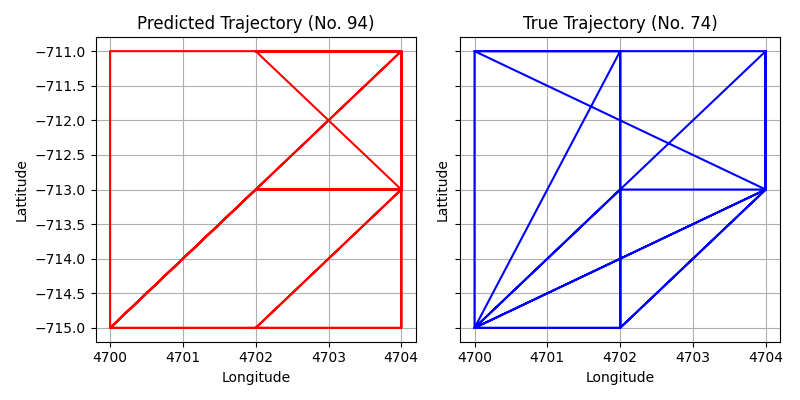 Predicted Trajectory (No. 94)
True Trajectory (No. 74)
−711.0
−711.5
−712.0
−712.5
−713.0
−713.5
−714.0
−714.5
−715.0
Lattitude
Lattitude
4700 4701 4702 4703 4704
4700 4701 4702 4703 4704
Longitude
Longitude